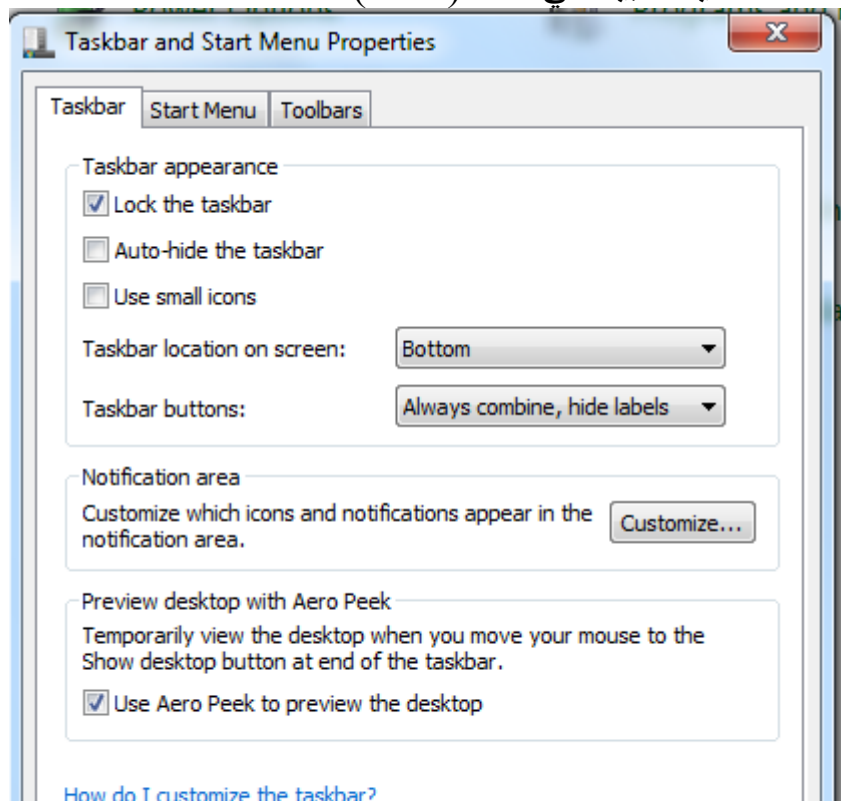 Taskbar and Start Menu Properties
Taskbar
Start Menu
Toolbars
Taskbar appearance
Lock the taskbar
Auto-hide the taskbar
Use small icons
Taskbar location on screen:
Bottom
Taskbar buttons:
Always combine, hide labels
Notification area
Customize which icons and notifications appear in the
notification area.
Customize...
Preview desktop with Aero Peek
Temporarily view the desktop when you move your mouse to the
Show desktop button at end of the taskbar.
Use Aero Peek to preview the desktop
How do I customize the taskbar?